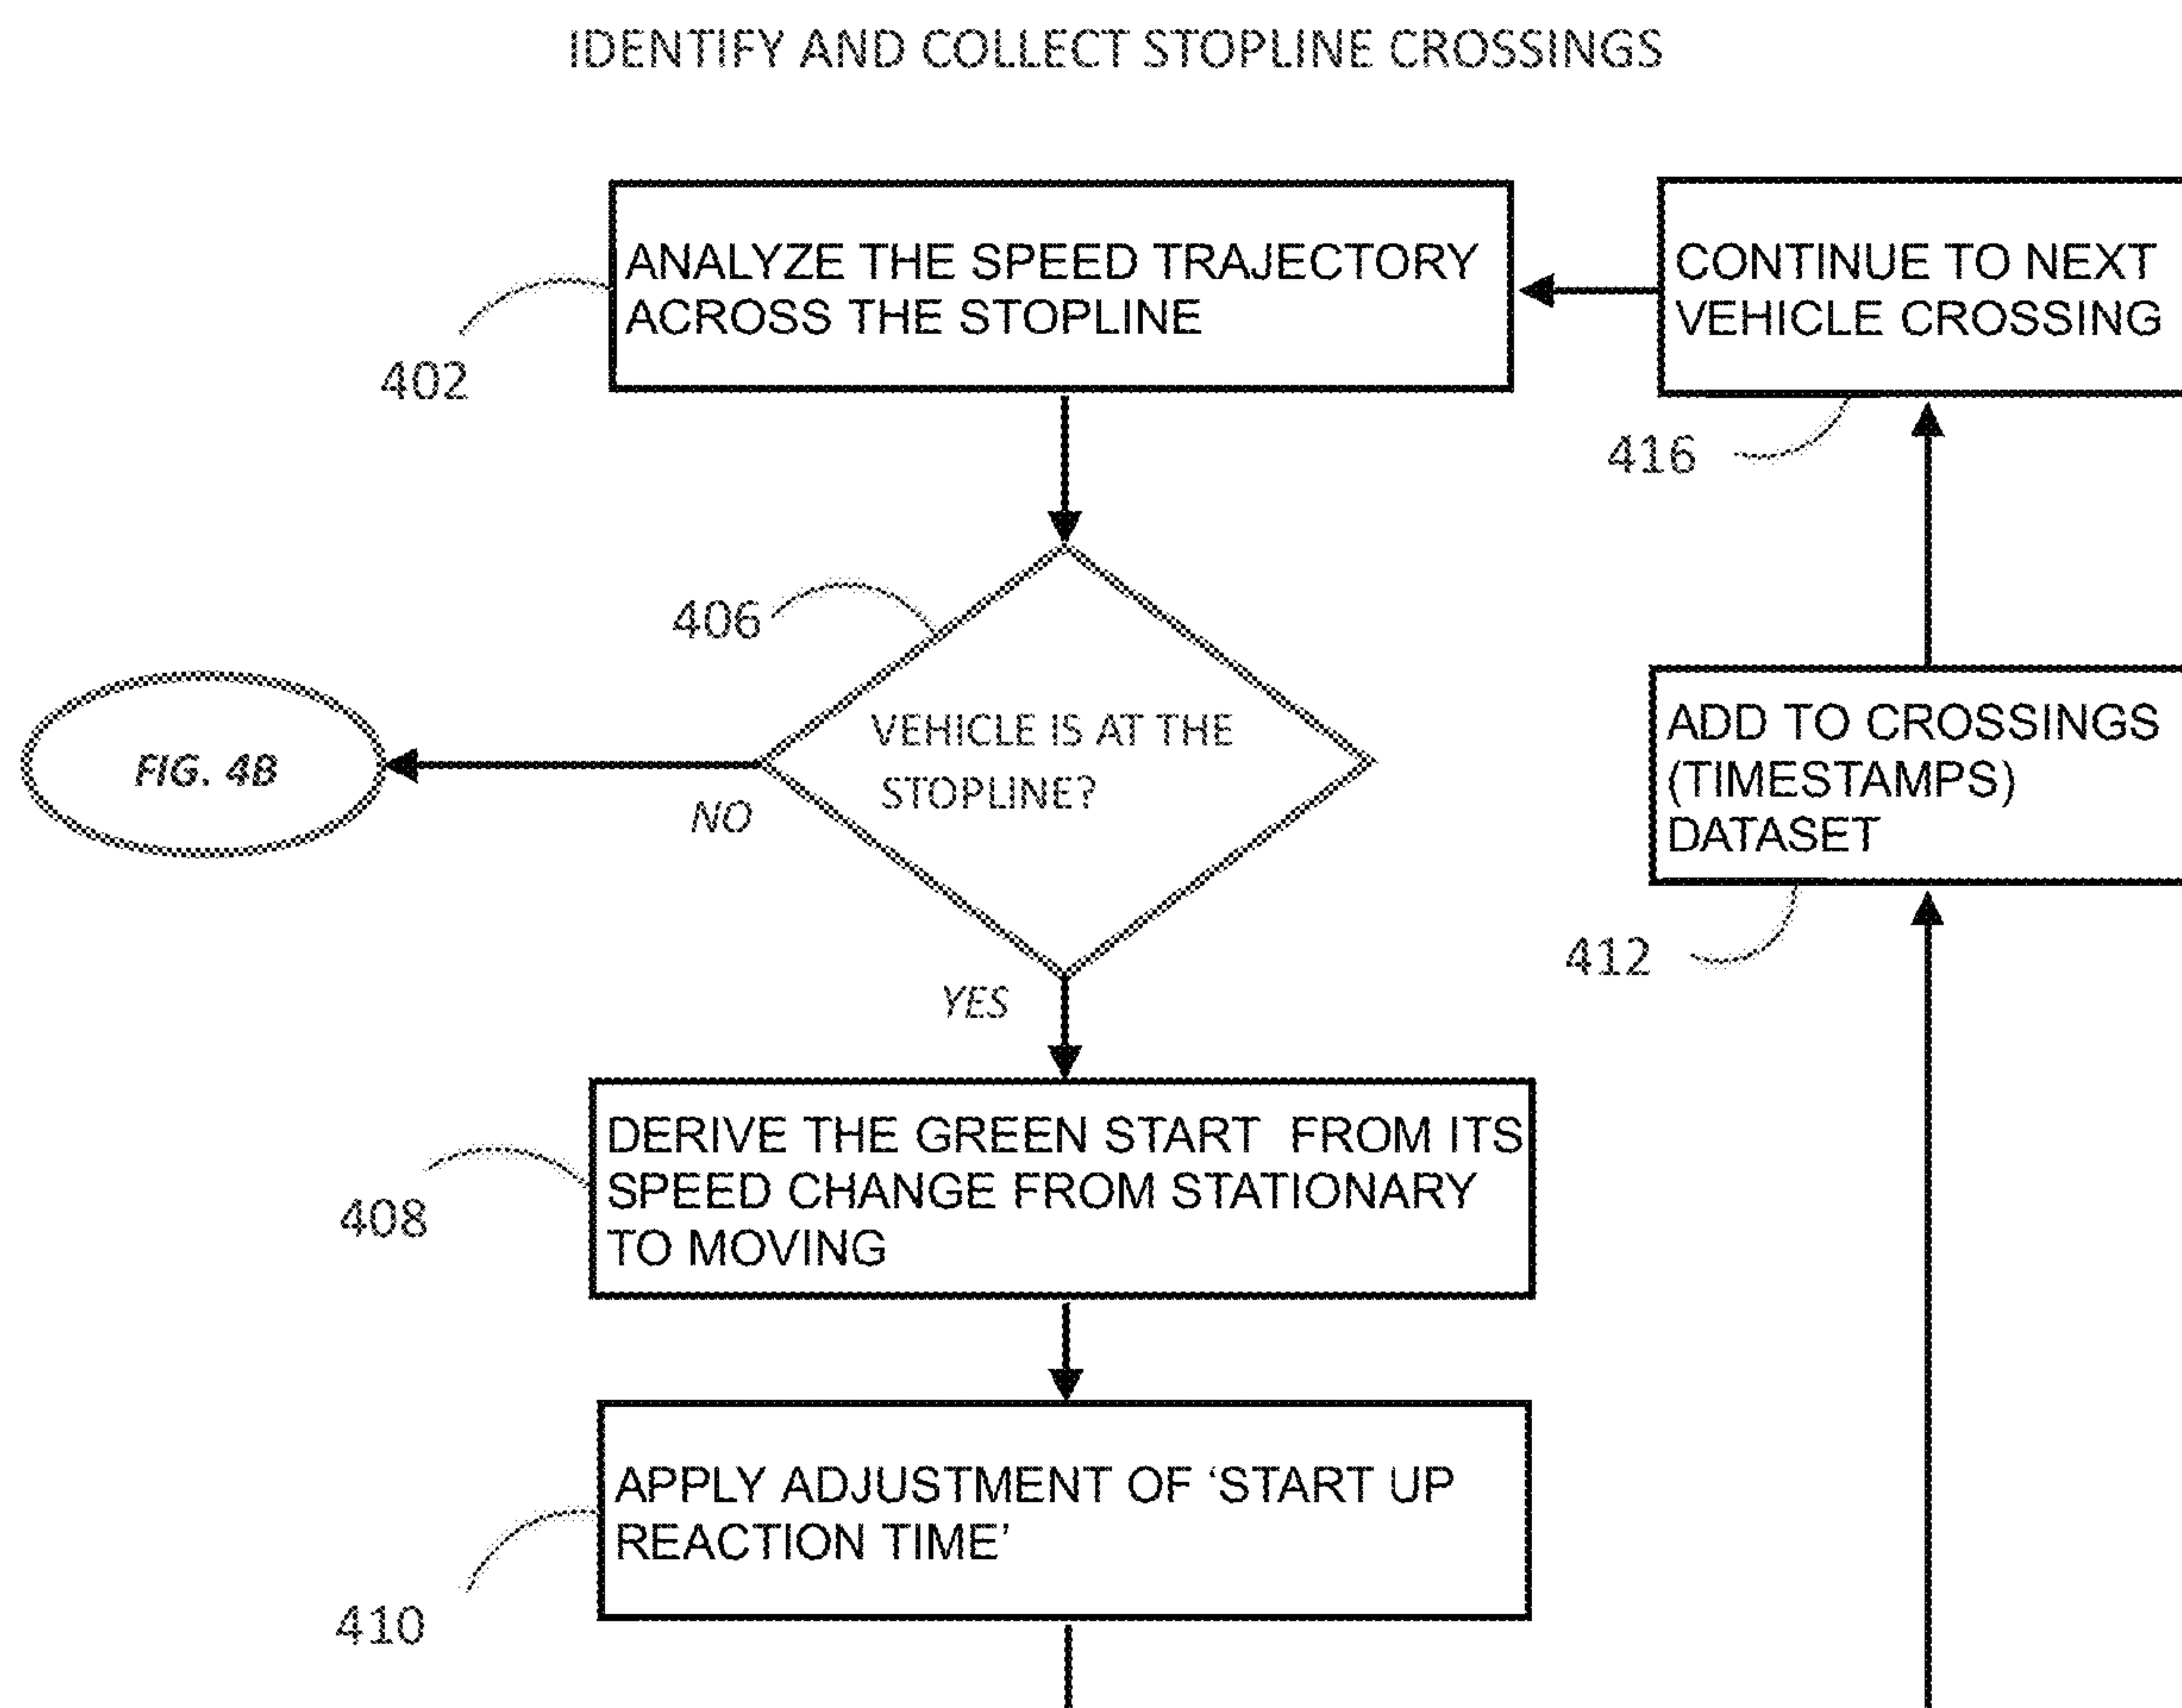 IDENTIFY AND COLLECT STOPLINE CROSSINGS
ANALYZE THE SPEED TRAJECTORY
ACROSS THE STOPLINE
402
CONTINUE TO NEXT
VEHICLE CROSSING
416
406
VEHICLE IS AT THE
STOPLINE?
FIG. 4B
NO
YES
ADD TO CROSSINGS
(TIMESTAMPS)
DATASET
412
DERIVE THE GREEN START FROM ITS
SPEED CHANGE FROM STATIONARY
TO MOVING
408
APPLY ADJUSTMENT OF ‘START UP
REACTION TIME’
410